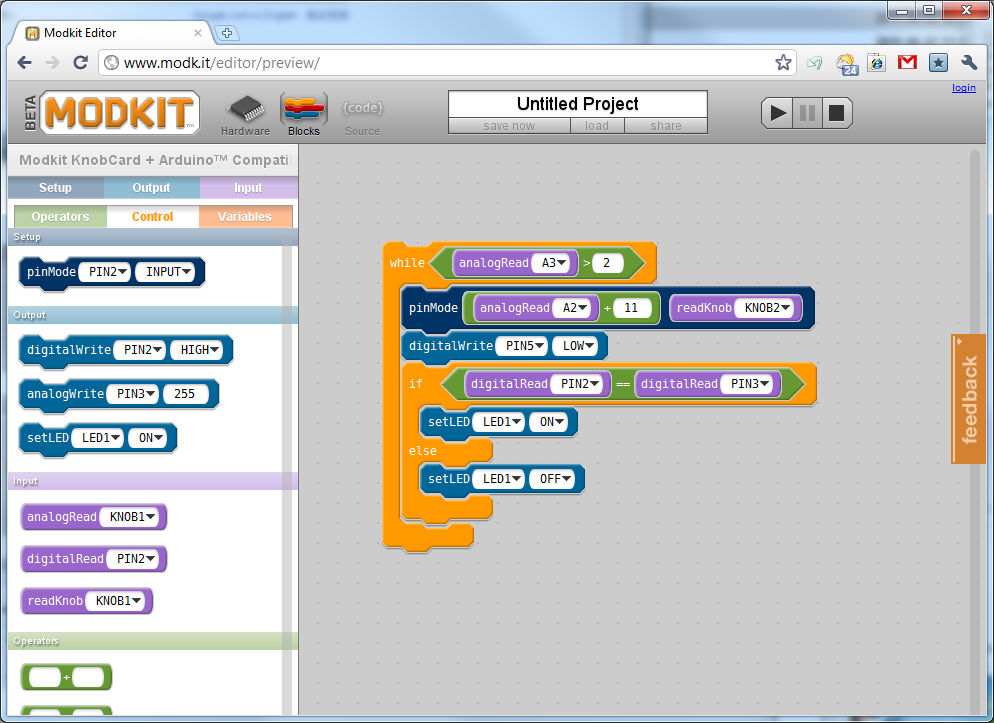 Modkit Editor
www.modk.it/editor/preview/
24
login
BETA MODKIT
Hardware Blocks {code} Source
Untitled Project
save now load share
Modkit KnobCard + Arduino™ Compati
Setup Output Input
Operators Control Variables
Setup
pinMode PIN2 INPUT
Output
digitalWrite PIN2 HIGH
analogWrite PIN3 255
setLED LED1 ON
Input
analogRead KNOB1
digitalRead PIN2
readKnob KNOB1
Operators
+
while analogRead A3 > 2
pinMode analogRead A2 + 11 readKnob KNOB2
digitalWrite PIN5 LOW
if digitalRead PIN2 == digitalRead PIN3
setLED LED1 ON
else
setLED LED1 OFF
feedback